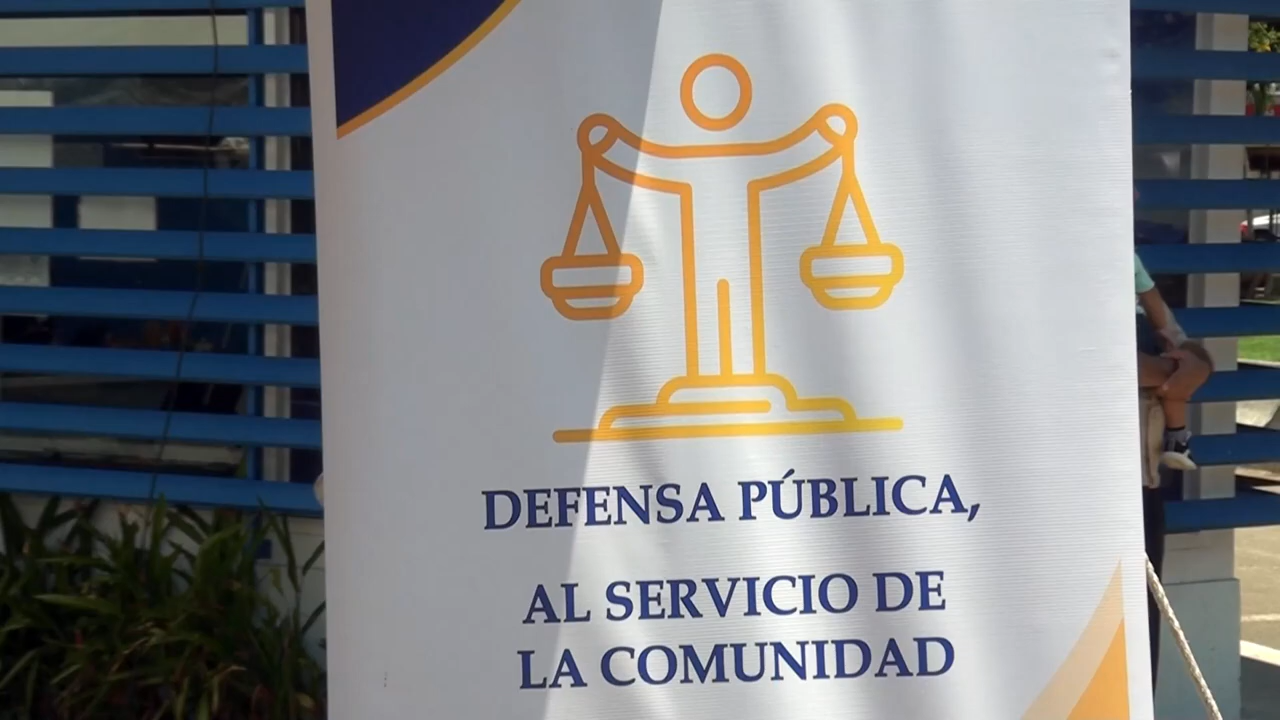 DEFENSA PÚBLICA,
AL SERVICIO DE
LA COMUNIDAD